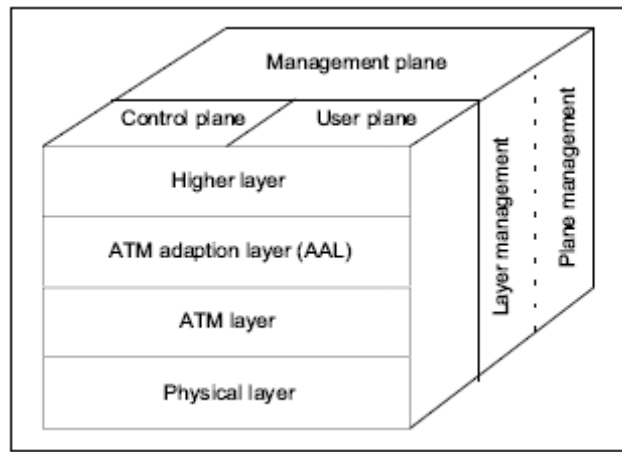 Management plane
Control plane
User plane
Higher layer
ATM adaption layer (AAL)
ATM layer
Physical layer
Layer management
Plane management